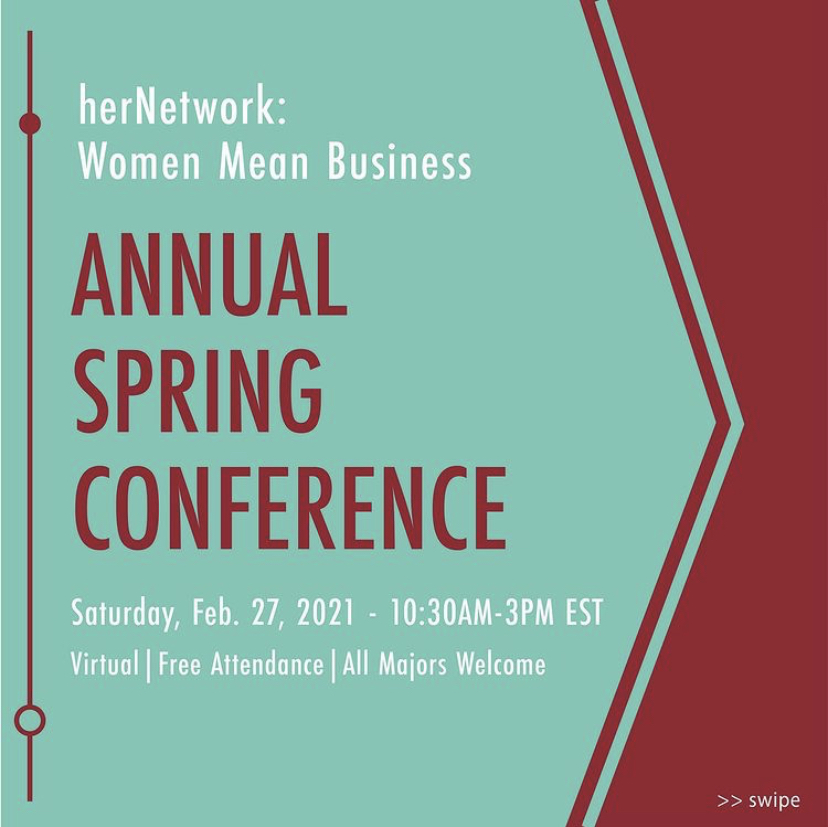 herNetwork:
Women Mean Business
ANNUAL
SPRING
CONFERENCE
Saturday, Feb. 27, 2021 - 10:30AM-3PM EST
Virtual|Free Attendance|All Majors Welcome
>> swipe